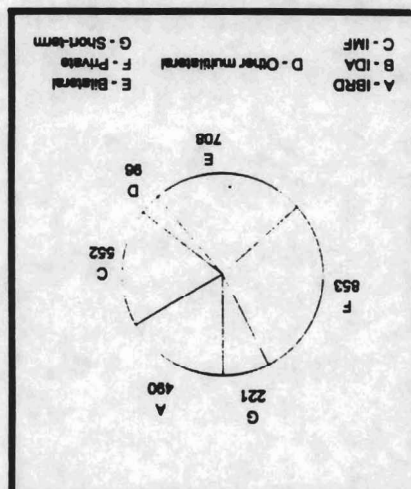 G
221
A
490
F
853
C
552
D
98
E
708
A - IBRD E - Bilateral
B - IDA D - Other multilateral F - Private
C - IMF G - Short-term